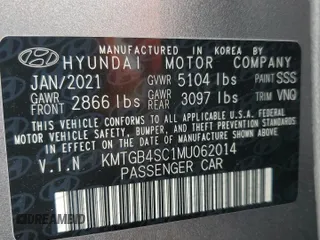 MANUFACTURED IN KOREA BY
HYUNDAI MOTOR COMPANY
JAN/2021 GVWR 5104 lbs PAINT SSS
GAWR FRONT 2866 lbs GAWR REAR 3097 lbs TRIM VNQ
THIS VEHICLE CONFORMS TO ALL APPLICABLE U.S. FEDERAL
MOTOR VEHICLE SAFETY, BUMPER, AND THEFT PREVENTION
STANDARDS IN EFFECT ON THE DATE OF MANUFACTURE SHOWN ABOVE.
V.I.N KMTGB4SC1MU062014
PASSENGER CAR
DREAMBID